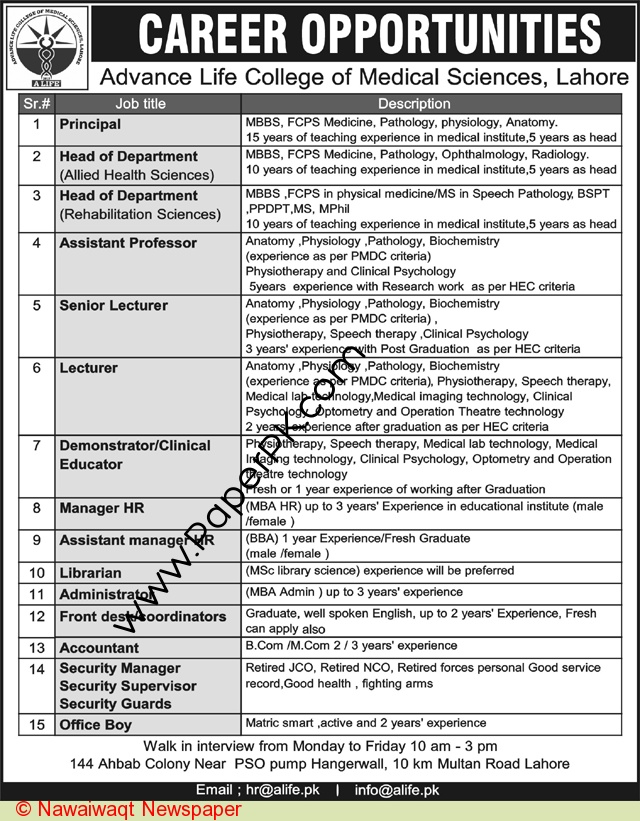 ADVANCE LIFE COLLEGE OF MEDICAL SCIENCES, LAHORE
A LIFE
CAREER OPPORTUNITIES
Advance Life College of Medical Sciences, Lahore
Sr.# Job title Description
1 Principal MBBS, FCPS Medicine, Pathology, physiology, Anatomy.
15 years of teaching experience in medical institute,5 years as head
2 Head of Department MBBS, FCPS Medicine, Pathology, Ophthalmology, Radiology.
(Allied Health Sciences) 10 years of teaching experience in medical institute,5 years as head
3 Head of Department MBBS ,FCPS in physical medicine/MS in Speech Pathology, BSPT
(Rehabilitation Sciences) ,PPDPT,MS, MPhil
10 years of teaching experience in medical institute,5 years as head
4 Assistant Professor Anatomy ,Physiology ,Pathology, Biochemistry
(experience as per PMDC criteria)
Physiotherapy and Clinical Psychology
5years experience with Research work as per HEC criteria
5 Senior Lecturer Anatomy ,Physiology ,Pathology, Biochemistry
(experience as per PMDC criteria) ,
Physiotherapy, Speech therapy ,Clinical Psychology
3 years' experience with Post Graduation as per HEC criteria
6 Lecturer Anatomy ,Physiology ,Pathology, Biochemistry
(experience as per PMDC criteria), Physiotherapy, Speech therapy,
Medical lab technology,Medical imaging technology, Clinical
Psychology, Optometry and Operation Theatre technology
2 years experience after graduation as per HEC criteria
7 Demonstrator/Clinical Physiotherapy, Speech therapy, Medical lab technology, Medical
Educator Imaging technology, Clinical Psychology, Optometry and Operation
theatre technology
Fresh or 1 year experience of working after Graduation
8 Manager HR (MBA HR) up to 3 years' Experience in educational institute (male
/female )
9 Assistant manager HR (BBA) 1 year Experience/Fresh Graduate
(male /female )
10 Librarian (MSc library science) experience will be preferred
11 Administrator (MBA Admin ) up to 3 years' experience
12 Front desk coordinators Graduate, well spoken English, up to 2 years' Experience, Fresh
can apply also
13 Accountant B.Com /M.Com 2 / 3 years' experience
14 Security Manager Retired JCO, Retired NCO, Retired forces personal Good service
Security Supervisor record,Good health , fighting arms
Security Guards
15 Office Boy Matric smart ,active and 2 years' experience
www.PaperPK.com
Walk in interview from Monday to Friday 10 am - 3 pm
144 Ahbab Colony Near PSO pump Hangerwall, 10 km Multan Road Lahore
Email ; hr@alife.pk | info@alife.pk
© Nawaiwaqt Newspaper